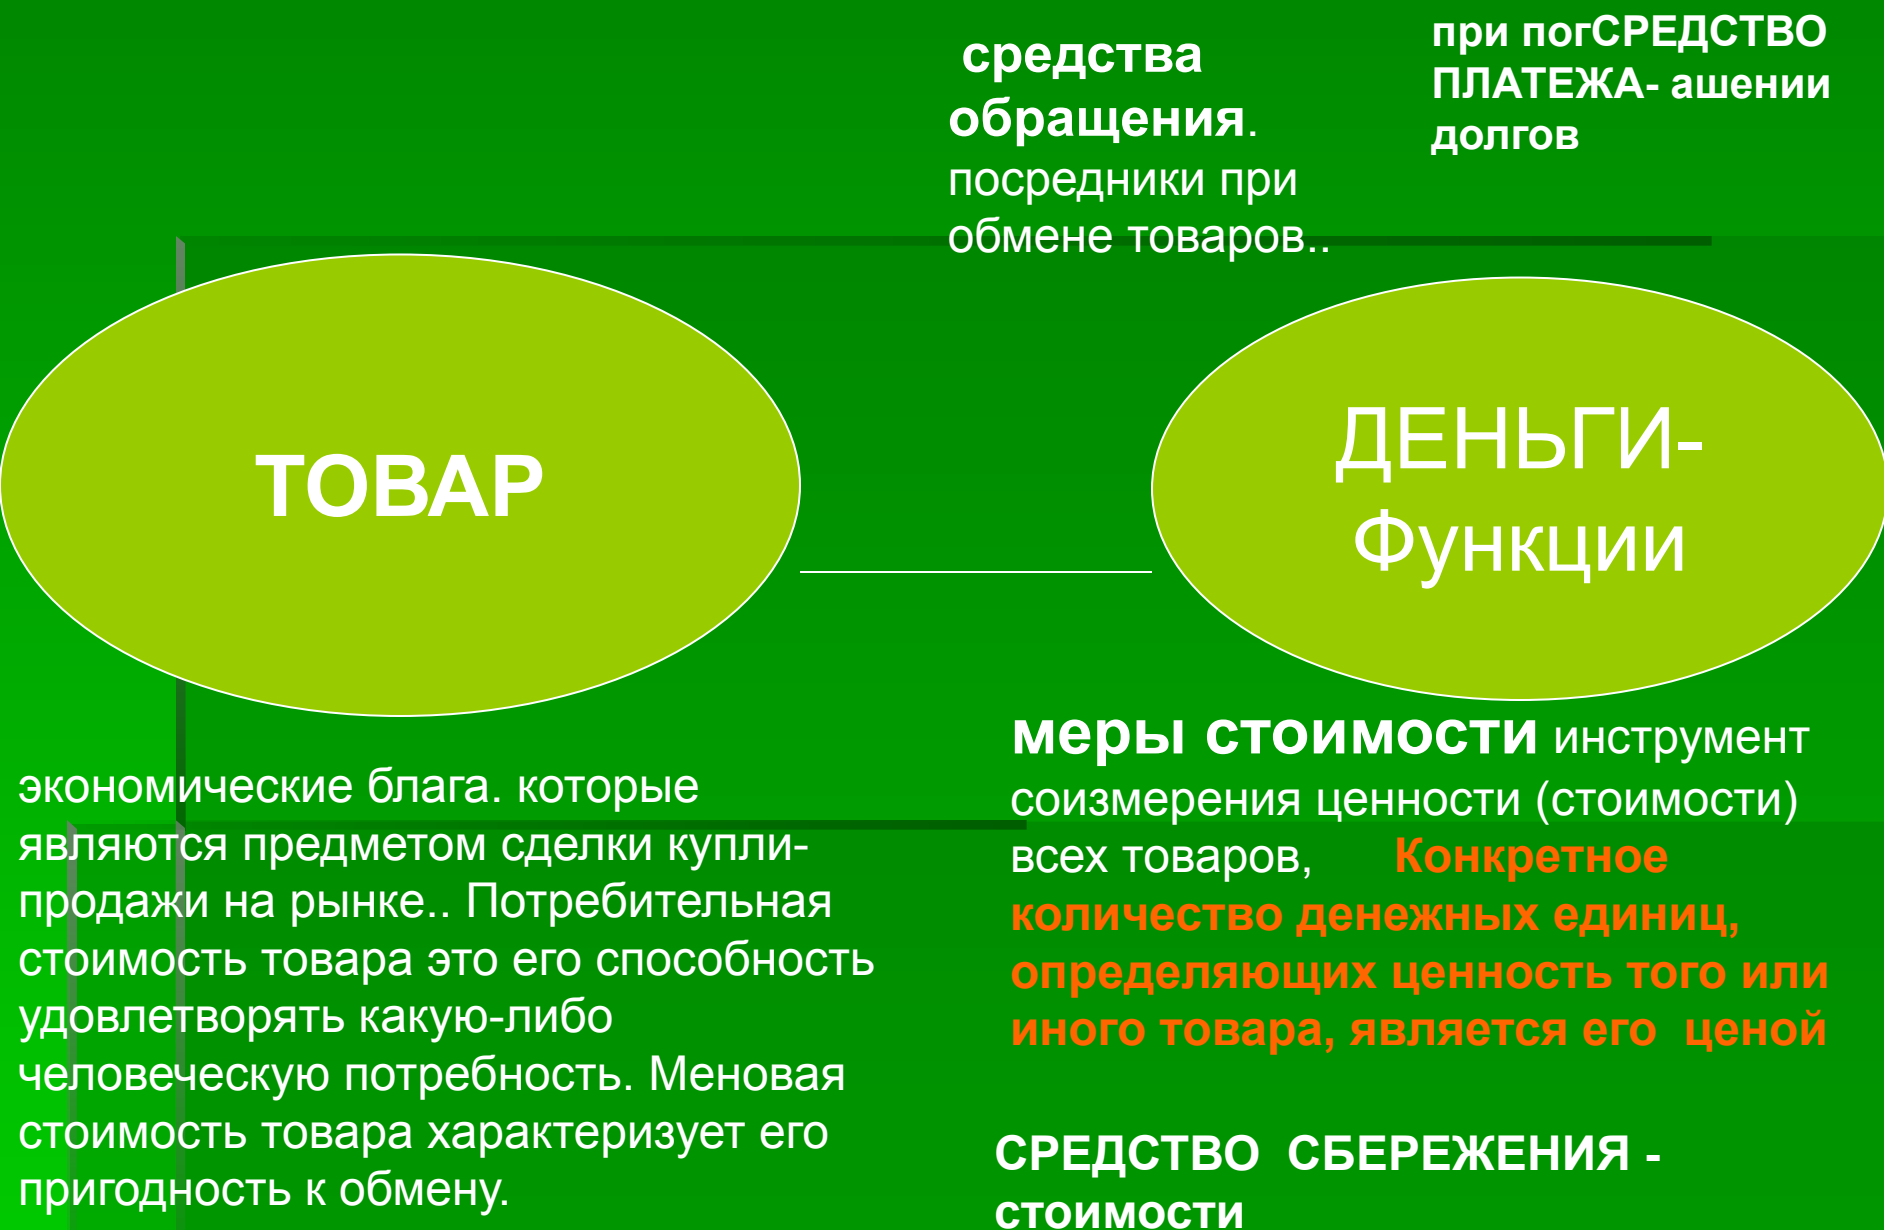 средства
обращения.
посредники при
обмене товаров..
при погСРЕДСТВО
ПЛАТЕЖА- ашении
долгов
ТОВАР
ДЕНЬГИ-
Функции
экономические блага. которые
являются предметом сделки купли-
продажи на рынке.. Потребительная
стоимость товара это его способность
удовлетворять какую-либо
человеческую потребность. Меновая
стоимость товара характеризует его
пригодность к обмену.
меры стоимости инструмент
соизмерения ценности (стоимости)
всех товаров, Конкретное
количество денежных единиц,
определяющих ценность того или
иного товара, является его ценой
СРЕДСТВО СБЕРЕЖЕНИЯ -
стоимости